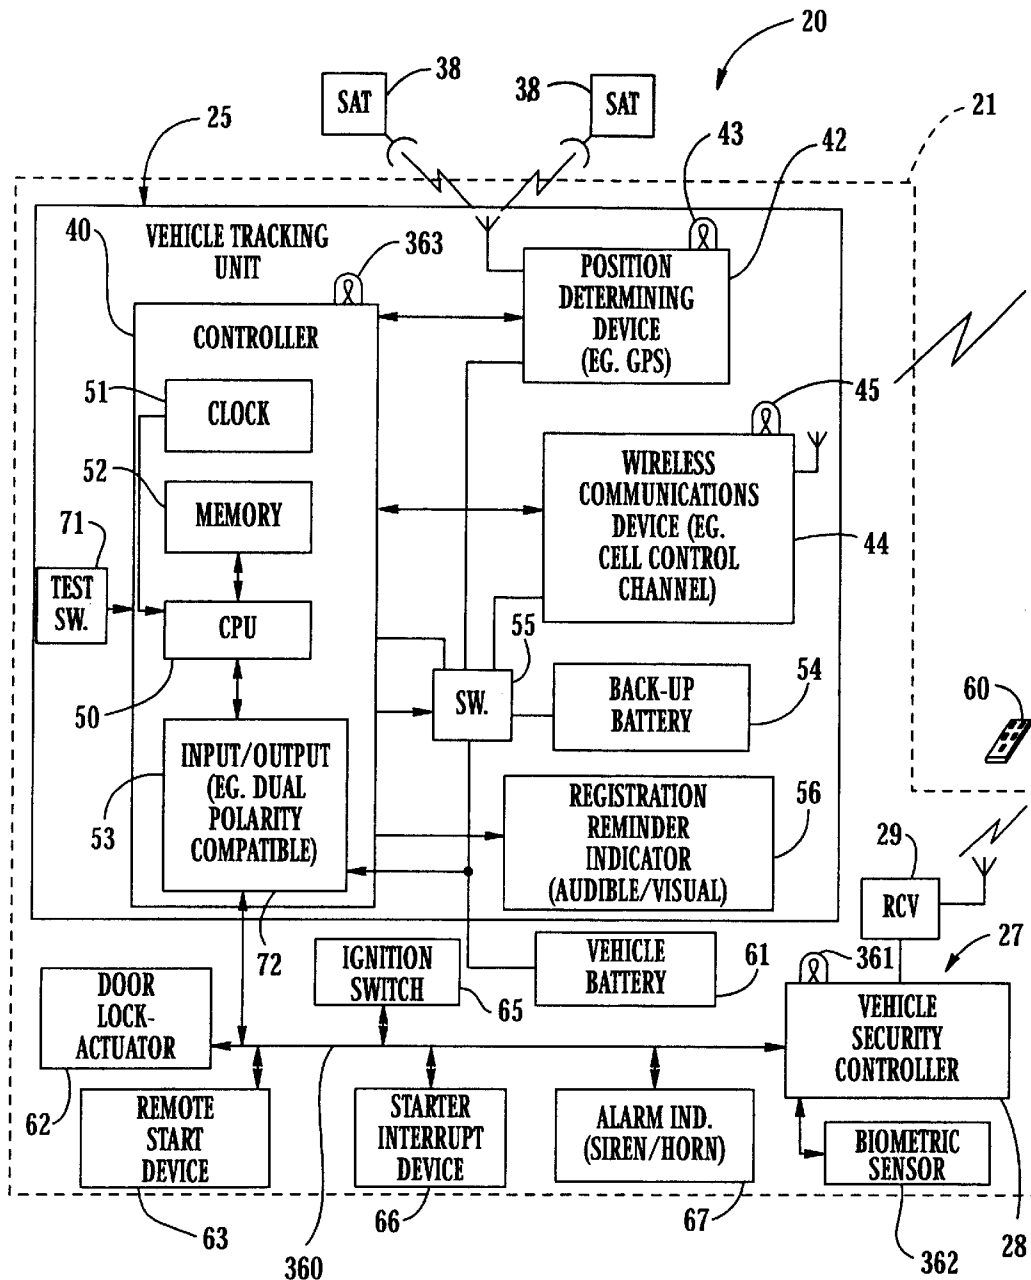 20
38
SAT
38
SAT
21
25
43
42
40
VEHICLE TRACKING
UNIT
363
POSITION
DETERMINING
DEVICE
(EG. GPS)
CONTROLLER
51
CLOCK
45
52
MEMORY
WIRELESS
COMMUNICATIONS
DEVICE (EG.
CELL CONTROL
CHANNEL)
44
71
TEST
SW.
CPU
50
55
SW.
BACK-UP
BATTERY
54
60
INPUT/OUTPUT
(EG. DUAL
POLARITY
COMPATIBLE)
53
REGISTRATION
REMINDER
INDICATOR
(AUDIBLE/VISUAL)
56
29
RCV
27
72
IGNITION
SWITCH
65
VEHICLE
BATTERY
61
361
DOOR
LOCK-
ACTUATOR
62
VEHICLE
SECURITY
CONTROLLER
28
REMOTE
START
DEVICE
63
STARTER
INTERRUPT
DEVICE
66
ALARM IND.
(SIREN/HORN)
67
BIOMETRIC
SENSOR
362
360